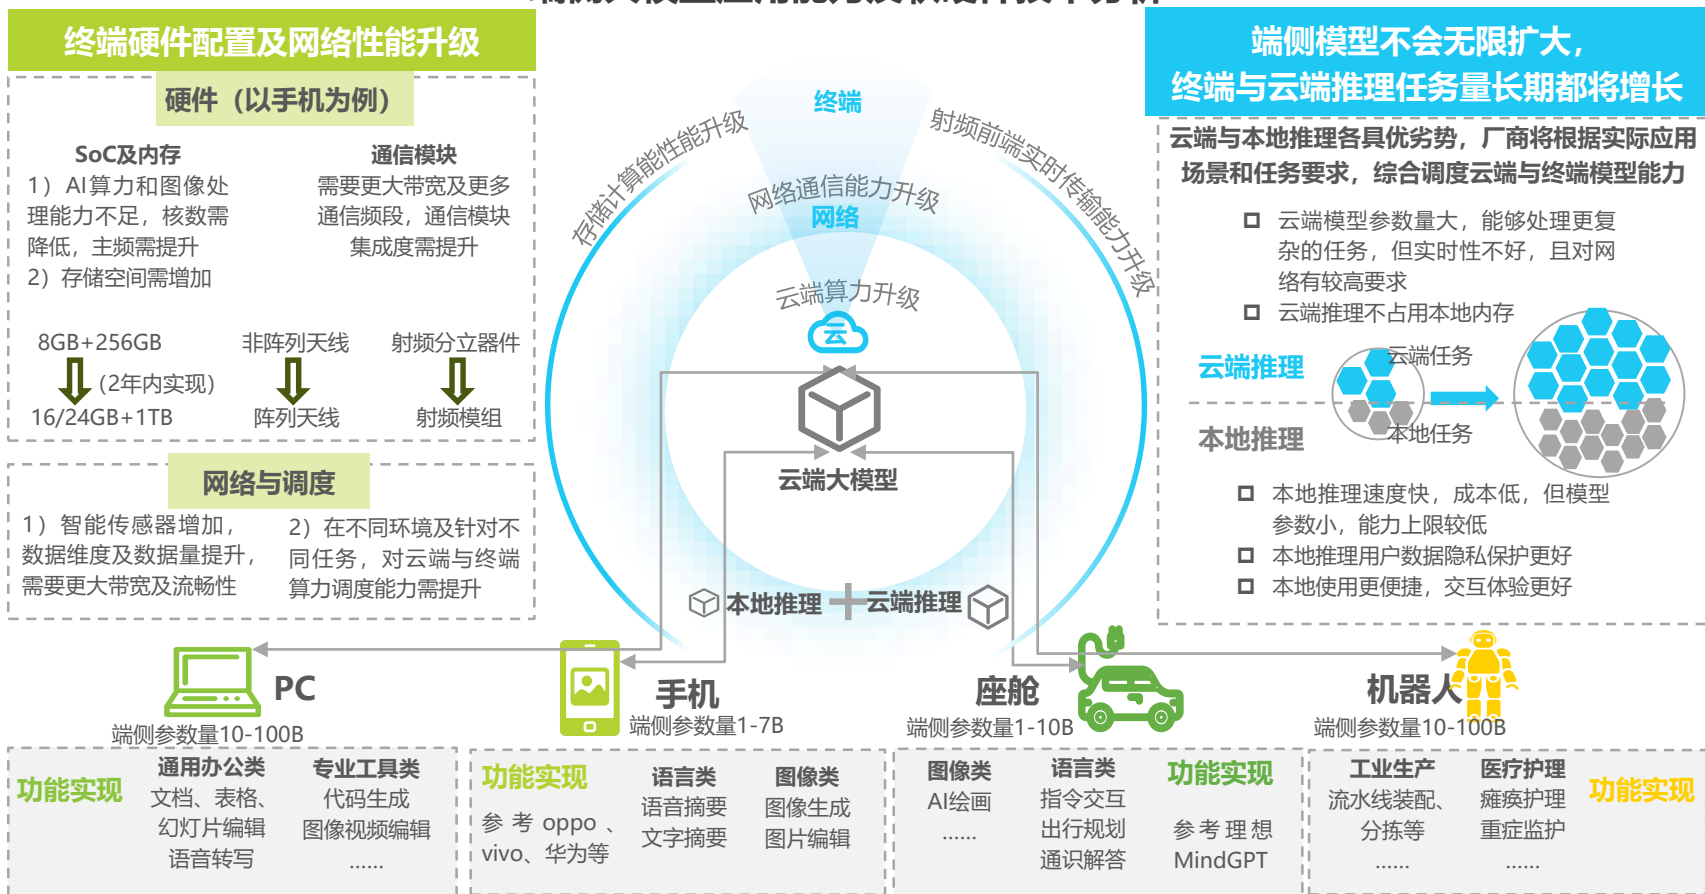 终端硬件配置及网络性能升级
硬件（以手机为例）
SoC及内存
1）AI算力和图像处
理能力不足，核数需
降低，主频需提升
2）存储空间需增加
通信模块
需要更大带宽及更多
通信频段，通信模块
集成度需提升
8GB+256GB
(2年内实现)
16/24GB+1TB
非阵列天线
阵列天线
射频分立器件
射频模组
网络与调度
1）智能传感器增加，
数据维度及数据量提升，
需要更大带宽及流畅性
2）在不同环境及针对不
同任务，对云端与终端
算力调度能力需提升
终端
存储计算能性能升级
射频前端实时传输能力升级
网络通信能力升级
网络
云端算力升级
云
云端大模型
本地推理
云端推理
端侧模型不会无限扩大，
终端与云端推理任务量长期都将增长
云端与本地推理各具优劣势，厂商将根据实际应用
场景和任务要求，综合调度云端与终端模型能力
云端模型参数量大，能够处理更复
杂的任务，但实时性不好，且对网
络有较高要求
云端推理不占用本地内存
云端推理
云端任务
本地推理
本地任务
本地推理速度快，成本低，但模型
参数小，能力上限较低
本地推理用户数据隐私保护更好
本地使用更便捷，交互体验更好
PC
端侧参数量10-100B
手机
端侧参数量1-7B
座舱
端侧参数量1-10B
机器人
端侧参数量10-100B
功能实现
通用办公类
文档、表格、
幻灯片编辑
语音转写
专业工具类
代码生成
图像视频编辑
......
功能实现
参考oppo、
vivo、华为等
语言类
语音摘要
文字摘要
图像类
图像生成
图片编辑
图像类
AI绘画
......
语言类
指令交互
出行规划
通识解答
功能实现
参考理想
MindGPT
工业生产
流水线装配、
分拣等
......
医疗护理
瘫痪护理
重症监护
......
功能实现